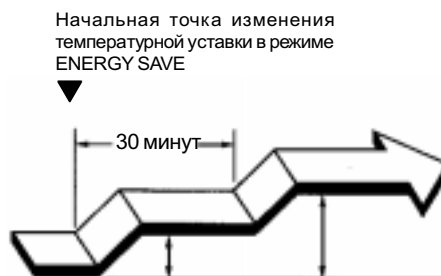 Начальная точка изменения
температурной уставки в режиме
ENERGY SAVE
30 минут